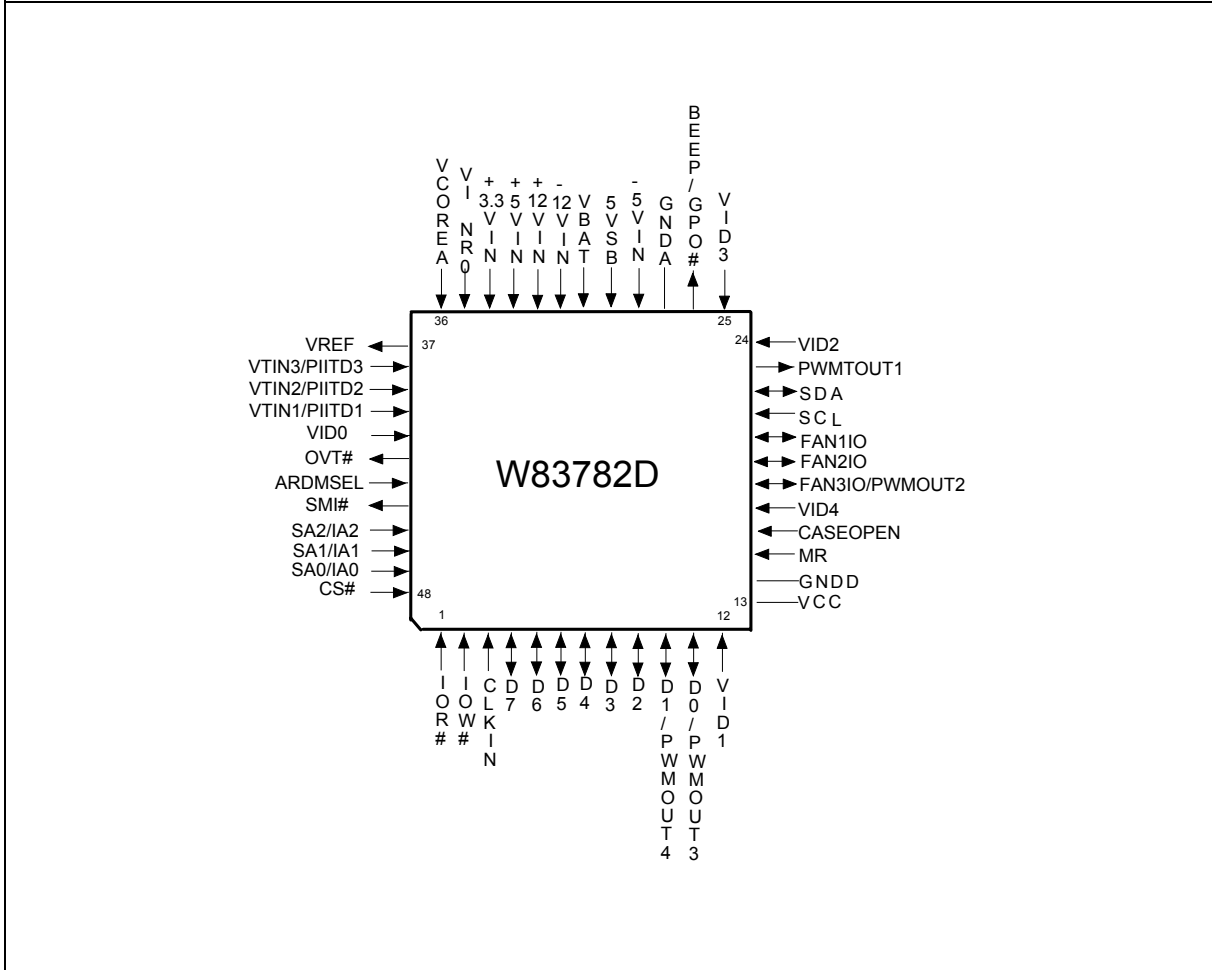 VCOREA
VI NR0
+3.3VIN
+5VIN
+12VIN
-12VIN
VBAT
5VSB
-5VIN
GNDA
BEEP/GPO#
VID3
36
25
37
24
VREF
VTIN3/PIITD3
VTIN2/PIITD2
VTIN1/PIITD1
VID0
OVT#
ARDMSEL
SMI#
SA2/IA2
SA1/IA1
SA0/IA0
CS#
W83782D
VID2
PWMTOUT1
SDA
SCL
FAN1IO
FAN2IO
FAN3IO/PWMOUT2
VID4
CASEOPEN
MR
GNDD
VCC
48
13
1
12
IOR#
IOW#
CLKIN
D7
D6
D5
D4
D3
D2
D1/PWMOUT4
D0/PWMOUT3
VID1